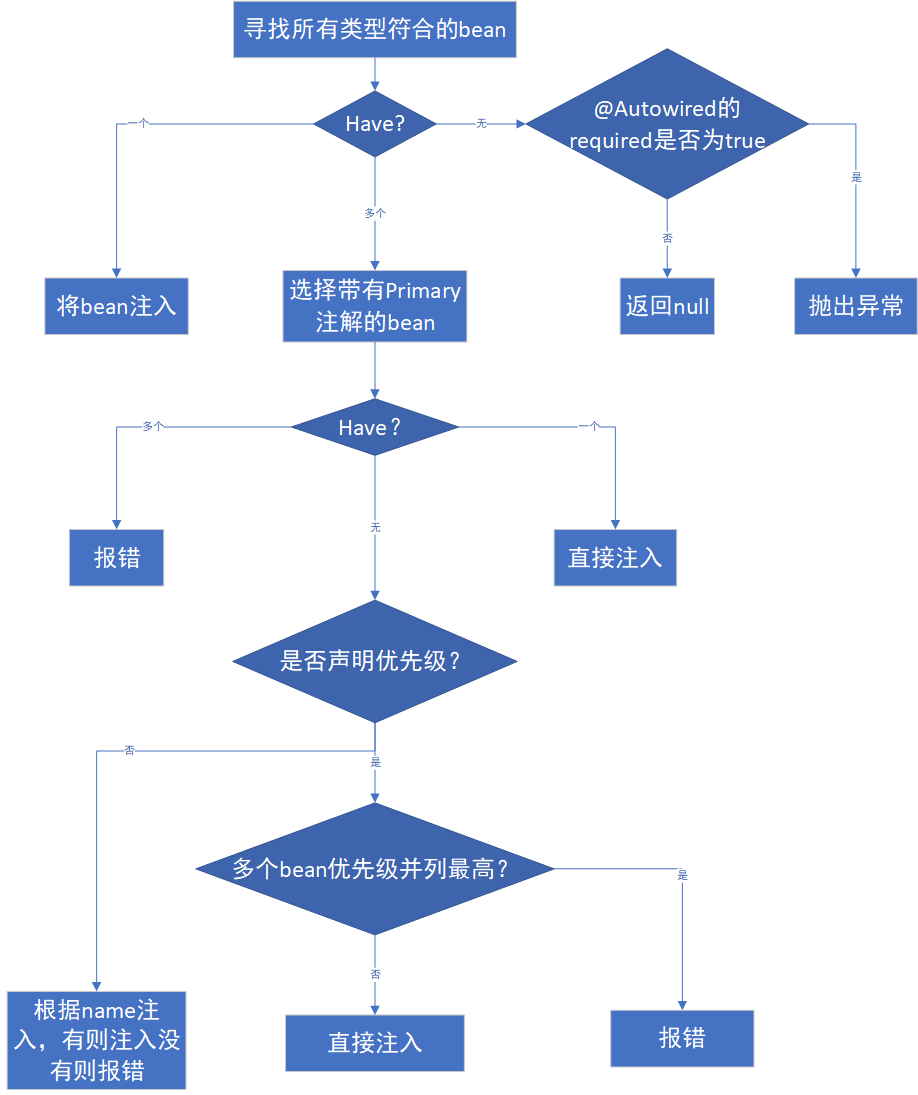 寻找所有类型符合的bean
Have?
一个
无
@Autowired的
required是否为true
多个
否
是
将bean注入
选择带有Primary
注解的bean
返回null
抛出异常
Have？
多个
一个
无
报错
直接注入
是否声明优先级？
否
是
多个bean优先级并列最高？
是
否
根据name注
入，有则注入没
有则报错
直接注入
报错